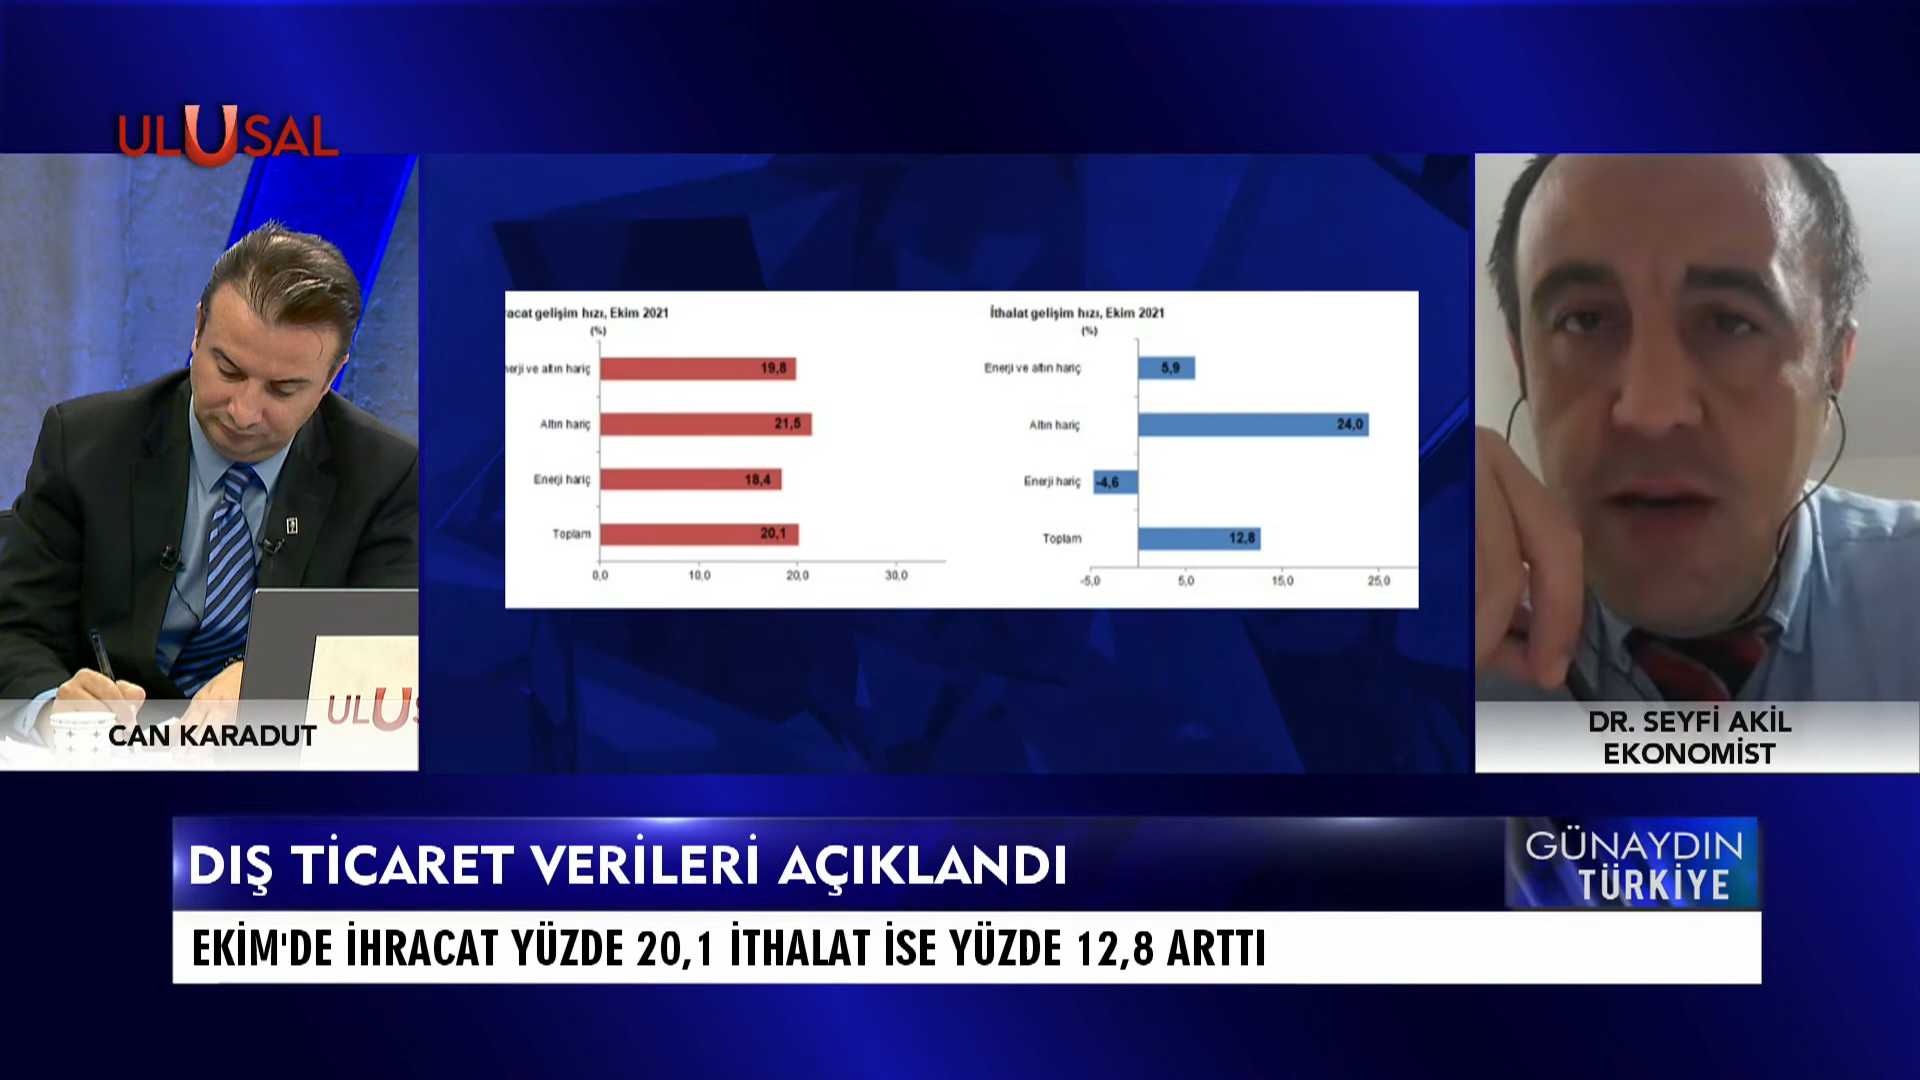 ULUSAL
acat gelişim hızı, Ekim 2021
(%)
erji ve altın hariç
19,8
Altın hariç
21,5
Enerji hariç
18,4
Toplam
20,1
0,0 10,0 20,0 30,0
İthalat gelişim hızı, Ekim 2021
(%)
Enerji ve altın hariç
5,9
Altın hariç
24,0
Enerji hariç
-4,6
Toplam
12,8
-5,0 5,0 15,0 25,0
ULUS
CAN KARADUT
DR. SEYFİ AKİL
EKONOMİST
DIŞ TİCARET VERİLERİ AÇIKLANDI
GÜNAYDIN
TÜRKİYE
EKİM'DE İHRACAT YÜZDE 20,1 İTHALAT İSE YÜZDE 12,8 ARTTI